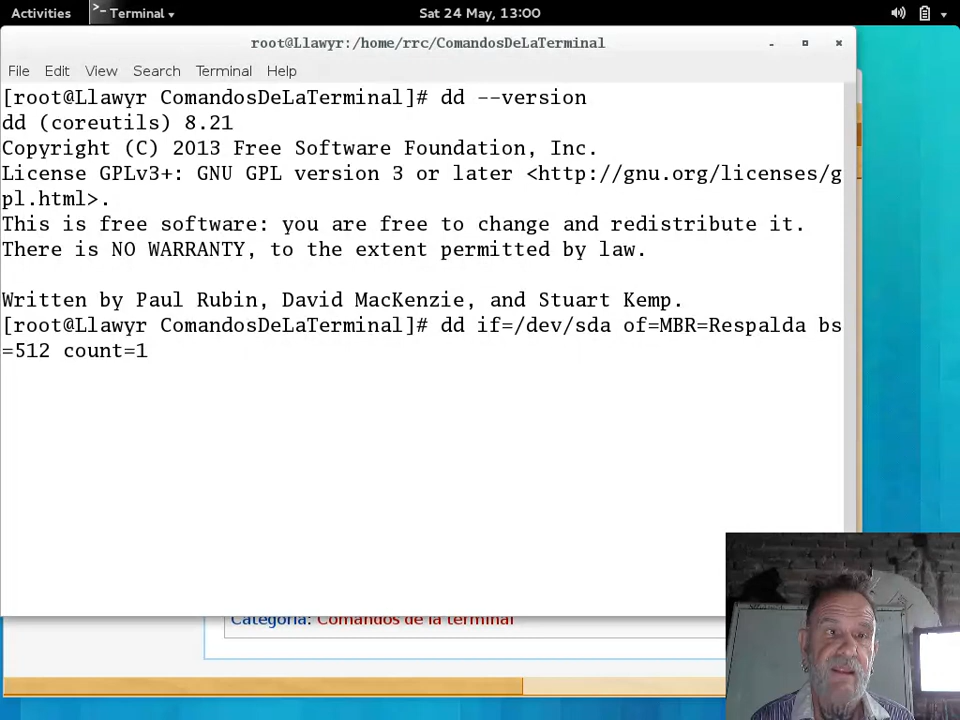 Activities Terminal Sat 24 May, 13:00
root@Llawyr:/home/rrc/ComandosDeLaTerminal
File Edit View Search Terminal Help
[root@Llawyr ComandosDeLaTerminal]# dd --version
dd (coreutils) 8.21
Copyright (C) 2013 Free Software Foundation, Inc.
License GPLv3+: GNU GPL version 3 or later <http://gnu.org/licenses/g
pl.html>.
This is free software: you are free to change and redistribute it.
There is NO WARRANTY, to the extent permitted by law.
Written by Paul Rubin, David MacKenzie, and Stuart Kemp.
[root@Llawyr ComandosDeLaTerminal]# dd if=/dev/sda of=MBR=Respalda bs
=512 count=1
Categoría: Comandos de la terminal